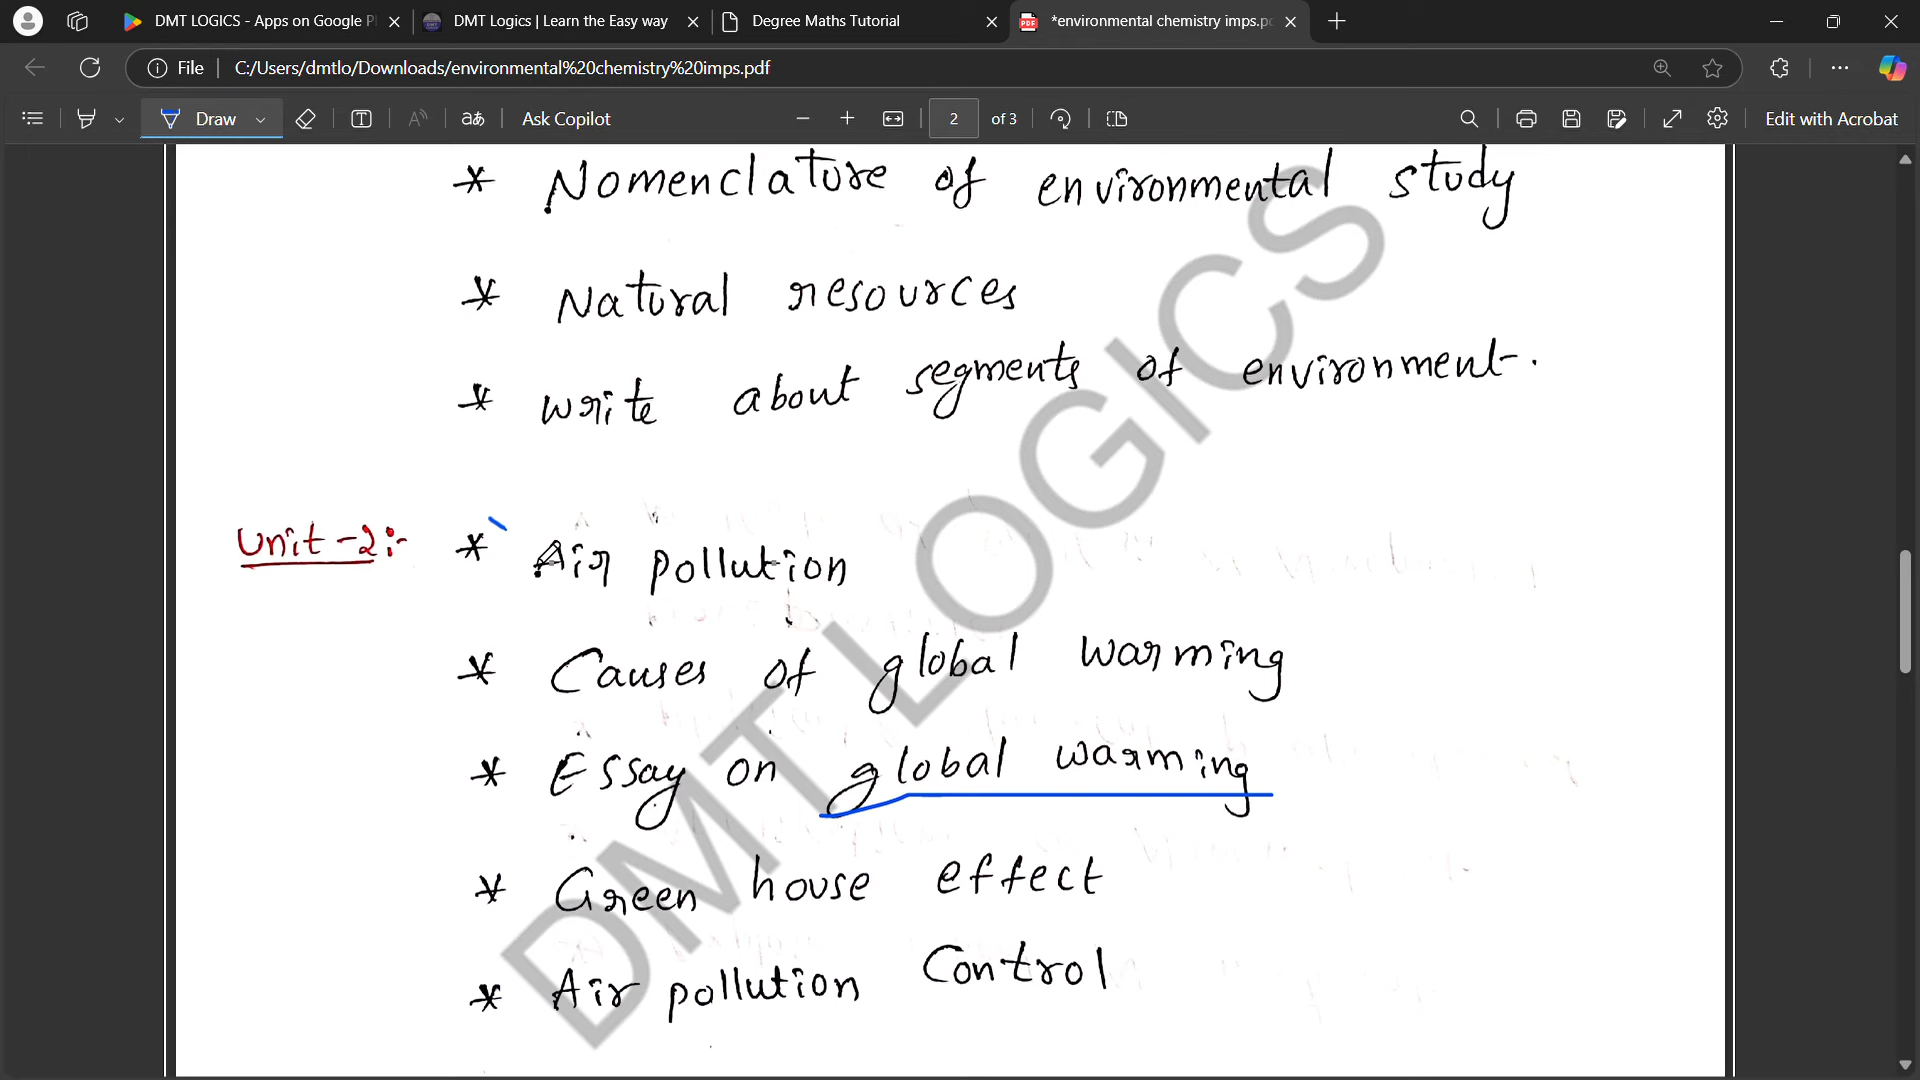 DMT LOGICS - Apps on Google P
DMT Logics | Learn the Easy way
Degree Maths Tutorial
*environmental chemistry imps.pd
File
C:/Users/dmtlo/Downloads/environmental%20chemistry%20imps.pdf
Draw
Ask Copilot
2 of 3
Edit with Acrobat
* Nomenclature of environmental study
* Natural resources
* write about segments of environment.
Unit-2:- * Air pollution
* Causes of global warming
* Essay on global warming
* Green house effect
* Air pollution Control
DMT LOGICS